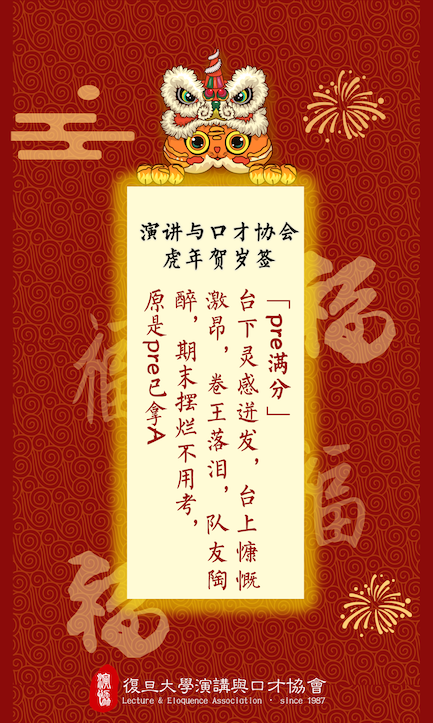 演讲与口才协会
虎年贺岁签
「pre满分」
台下灵感迸发，台上慷慨
激昂，卷王落泪，队友陶
醉，期末摆烂不用考，
原是pre已拿A
福
福
福
福
復旦大學演講與口才協會
Lecture & Eloquence Association · since 1987